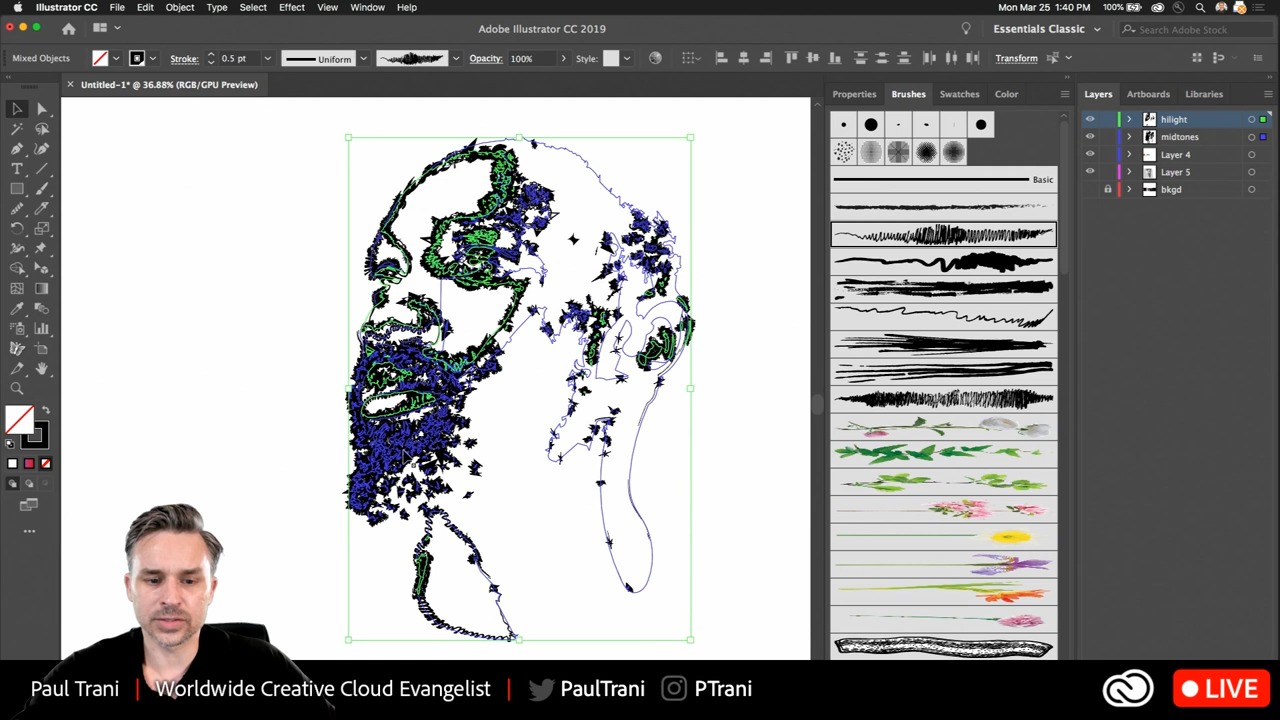 Illustrator CC File Edit Object Type Select Effect View Window Help
100% Mon Mar 25 1:40 PM
Adobe Illustrator CC 2019
Essentials Classic
Search Adobe Stock
Mixed Objects
Stroke: 0.5 pt
Uniform
Opacity: 100%
Style:
Transform
Untitled-1* @ 36.88% (RGB/GPU Preview)
Properties Brushes Swatches Color
Layers Artboards Libraries
hilight
midtones
Layer 4
Layer 5
bkgd
Basic
Paul Trani | Worldwide Creative Cloud Evangelist | PaulTrani PTrani
LIVE